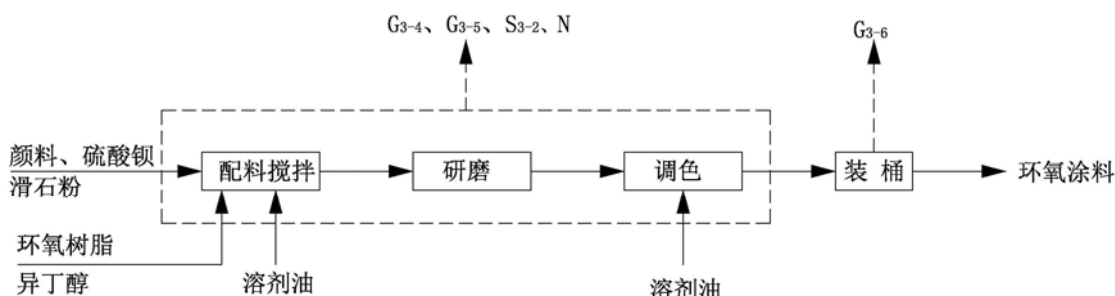 G3-4、G3-5、S3-2、N
G3-6
颜料、硫酸钡
滑石粉
配料搅拌
研磨
调色
装 桶
环氧涂料
环氧树脂
异丁醇
溶剂油
溶剂油